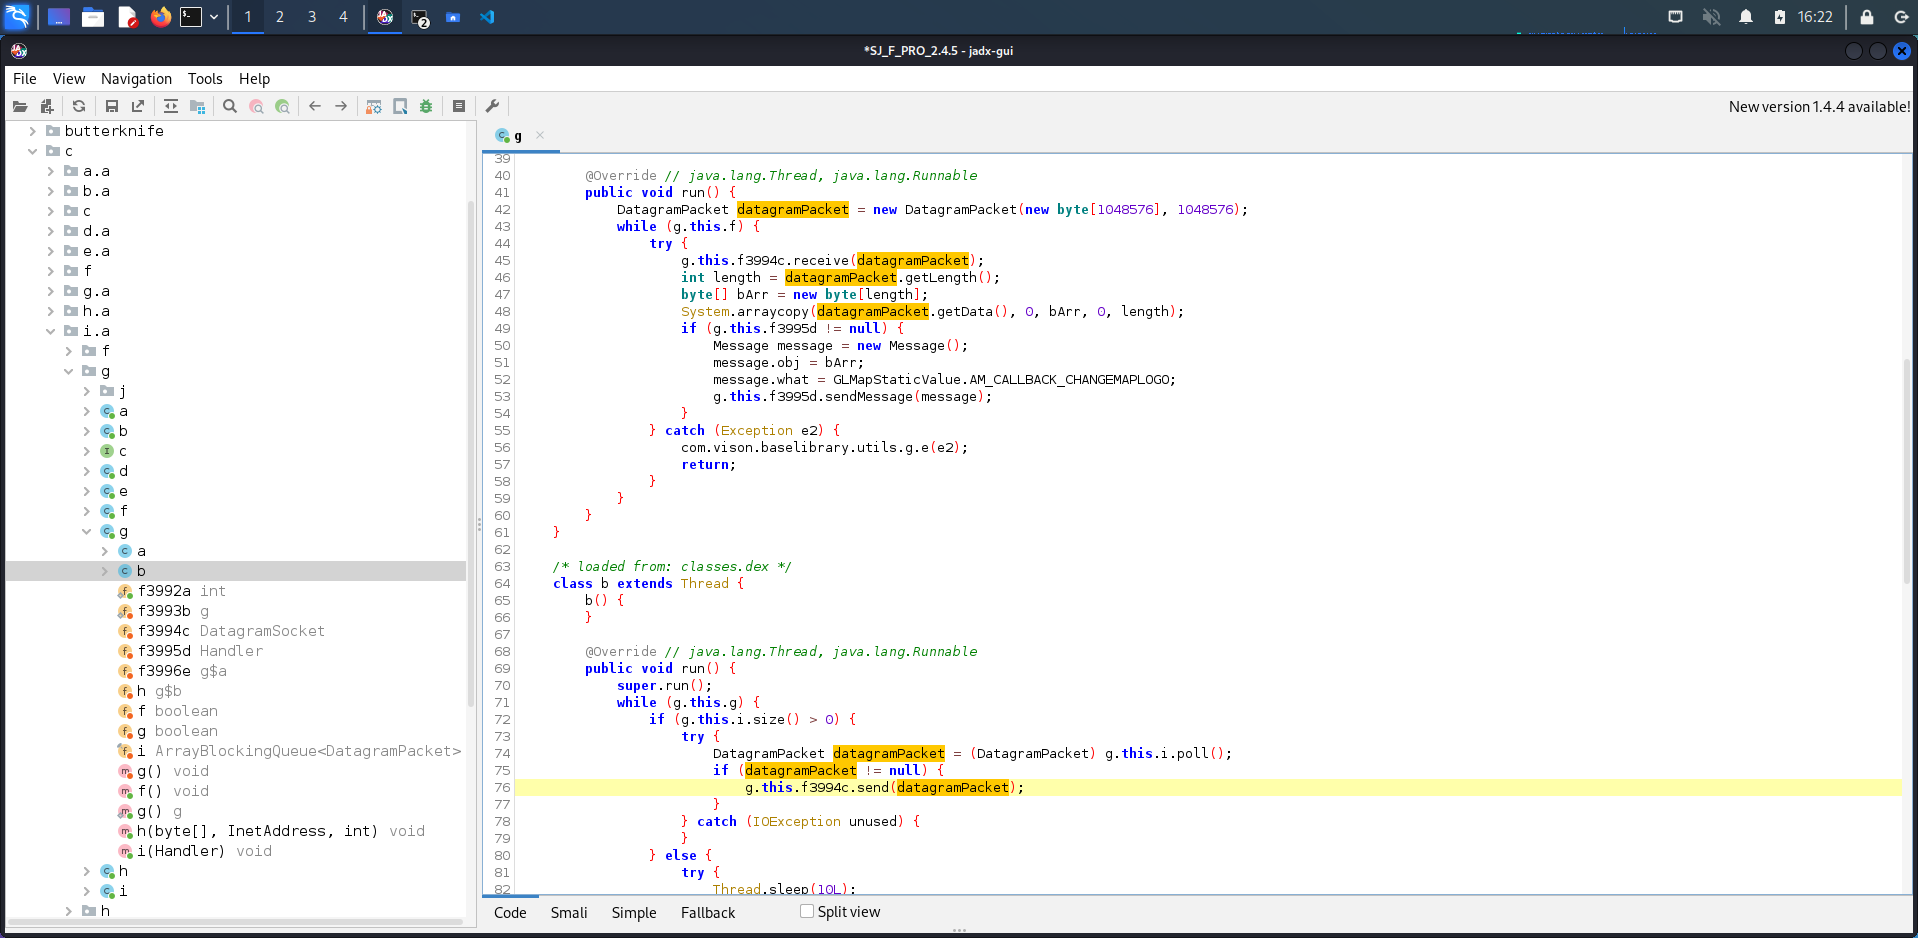 1 2 3 4 2 16:22
*SJ_F_PRO_2.4.5 - jadx-gui
File View Navigation Tools Help
New version 1.4.4 available!
butterknife
c
a.a
b.a
c
d.a
e.a
f
g.a
h.a
i.a
f
g
j
a
b
c
d
e
f
g
a
b
f3992a int
f3993b g
f3994c DatagramSocket
f3995d Handler
f3996e g$a
h g$b
f boolean
g boolean
i ArrayBlockingQueue<DatagramPacket>
g() void
f() void
g() g
h(byte[], InetAddress, int) void
i(Handler) void
h
i
h
g
39
40 @Override // java.lang.Thread, java.lang.Runnable
41 public void run() {
42 DatagramPacket datagramPacket = new DatagramPacket(new byte[1048576], 1048576);
43 while (g.this.f) {
44 try {
45 g.this.f3994c.receive(datagramPacket);
46 int length = datagramPacket.getLength();
47 byte[] bArr = new byte[length];
48 System.arraycopy(datagramPacket.getData(), 0, bArr, 0, length);
49 if (g.this.f3995d != null) {
50 Message message = new Message();
51 message.obj = bArr;
52 message.what = GLMapStaticValue.AM_CALLBACK_CHANGEMAPLOGO;
53 g.this.f3995d.sendMessage(message);
54 }
55 } catch (Exception e2) {
56 com.vison.baselibrary.utils.g.e(e2);
57 return;
58 }
59 }
60 }
61 }
62
63 /* loaded from: classes.dex */
64 class b extends Thread {
65 b() {
66 }
67
68 @Override // java.lang.Thread, java.lang.Runnable
69 public void run() {
70 super.run();
71 while (g.this.g) {
72 if (g.this.i.size() > 0) {
73 try {
74 DatagramPacket datagramPacket = (DatagramPacket) g.this.i.poll();
75 if (datagramPacket != null) {
76 g.this.f3994c.send(datagramPacket);
77 }
78 } catch (IOException unused) {
79 }
80 } else {
81 try {
82 Thread.sleep(10L);
Code Smali Simple Fallback Split view